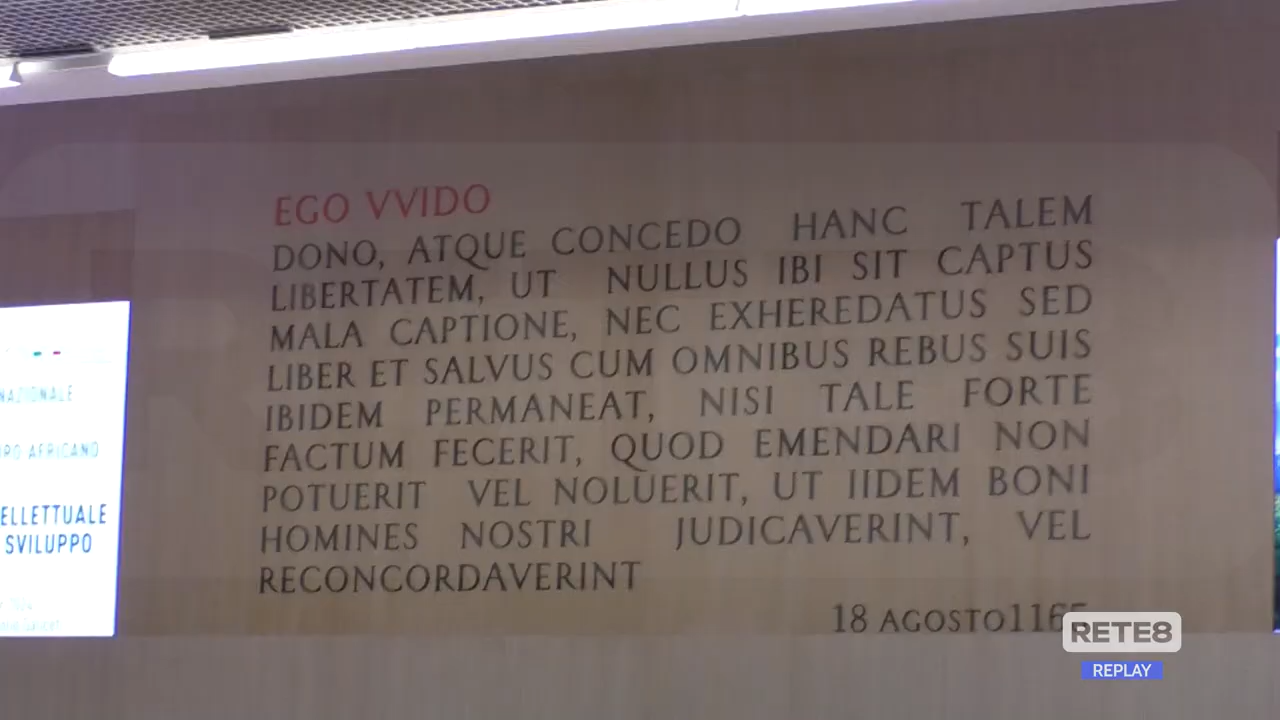 EGO VVIDO
DONO, ATQUE CONCEDO HANC TALEM
LIBERTATEM, UT NULLUS IBI SIT CAPTUS
MALA CAPTIONE, NEC EXHEREDATUS SED
LIBER ET SALVUS CUM OMNIBUS REBUS SUIS
IBIDEM PERMANEAT, NISI TALE FORTE
FACTUM FECERIT, QUOD EMENDARI NON
POTUERIT VEL NOLUERIT, UT IIDEM BONI
HOMINES NOSTRI JUDICAVERINT, VEL
RECONCORDAVERINT
18 AGOSTO 1165
NAZIONALE
AFRICANO
ELLETTUALE
SVILUPPO
RETE8
REPLAY